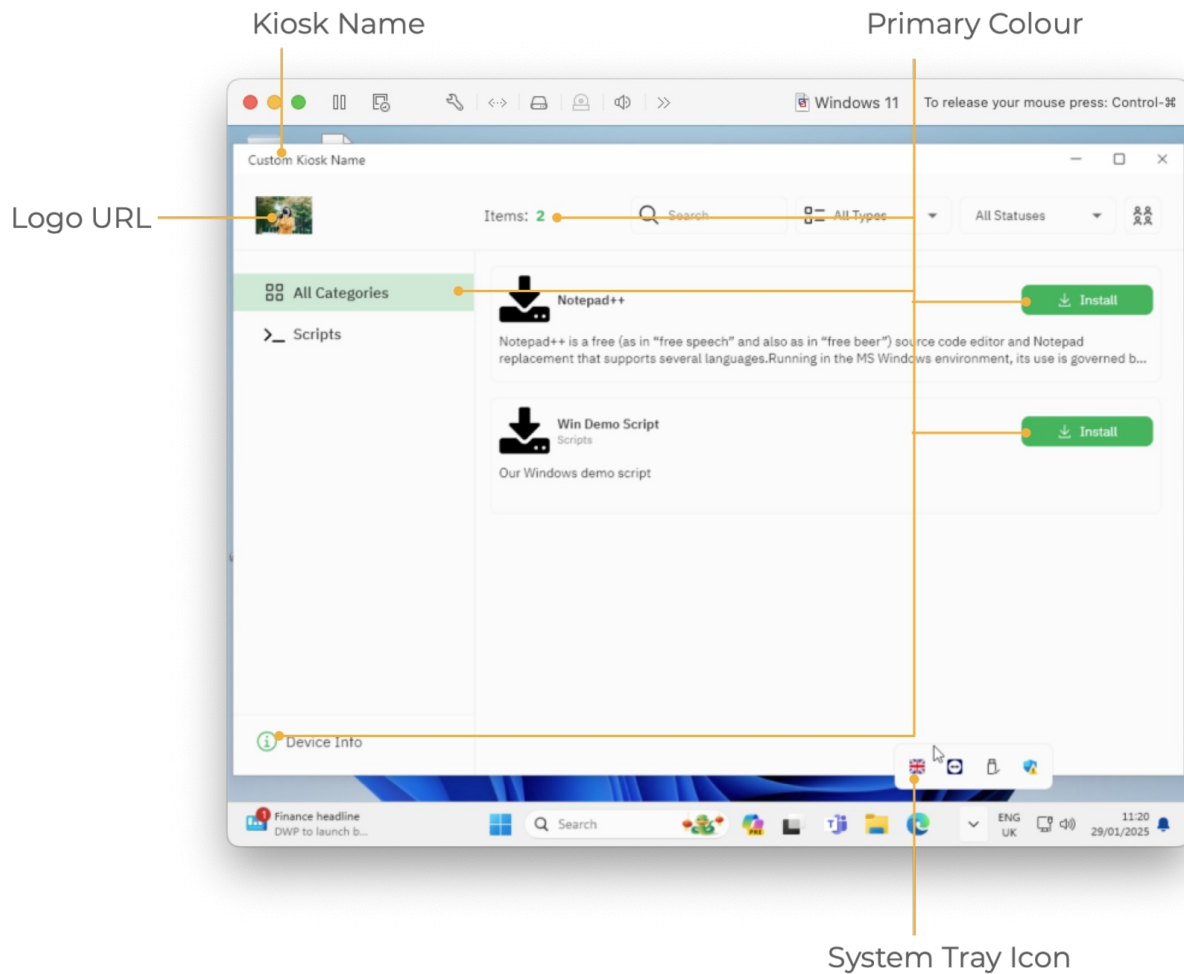 Kiosk Name
Primary Colour
Windows 11
To release your mouse press: Control-⌘
Custom Kiosk Name
Logo URL
Items: 2
Search
All Types
All Statuses
All Categories
Scripts
Notepad++
Install
Notepad++ is a free (as in “free speech” and also as in “free beer”) source code editor and Notepad
replacement that supports several languages.Running in the MS Windows environment, its use is governed b...
Win Demo Script
Scripts
Install
Our Windows demo script
Device Info
1
Finance headline
DWP to launch b...
Search
PRE
ENG
UK
11:20
29/01/2025
System Tray Icon